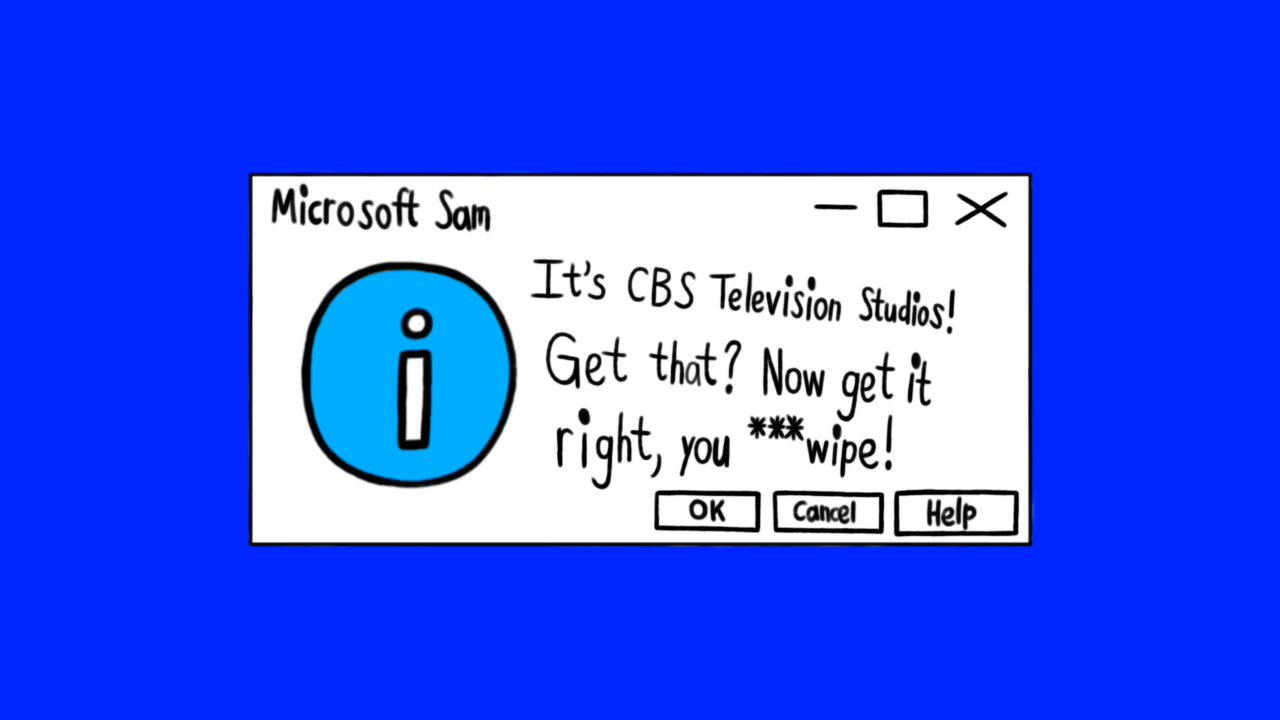 Microsoft Sam
It's CBS Television Studios!
Get that? Now get it
right, you ***wipe!
OK Cancel Help